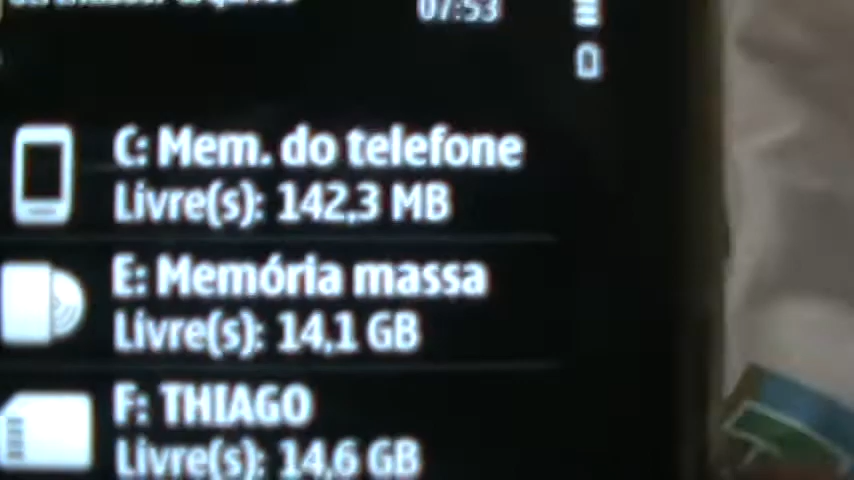 07:53
C: Mem. do telefone
Livre(s): 142,3 MB
E: Memória massa
Livre(s): 14,1 GB
F: THIAGO
Livre(s): 14,6 GB